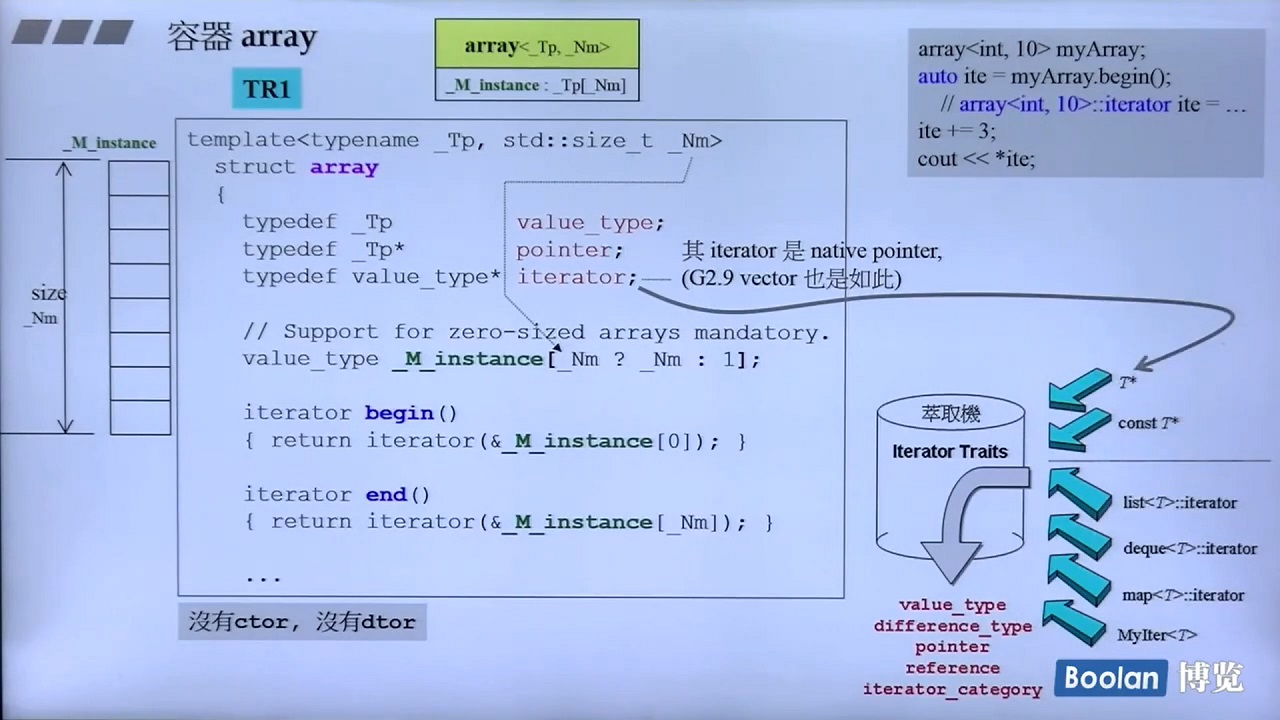 容器 array
TR1
array<_Tp, _Nm>
_M_instance : _Tp[_Nm]
array<int, 10> myArray;
auto ite = myArray.begin();
// array<int, 10>::iterator ite = …
ite += 3;
cout << *ite;
_M_instance
size
_Nm
template<typename _Tp, std::size_t _Nm>
struct array
{
typedef _Tp value_type;
typedef _Tp* pointer;
typedef value_type* iterator;
其 iterator 是 native pointer,
(G2.9 vector 也是如此)
// Support for zero-sized arrays mandatory.
value_type _M_instance[_Nm ? _Nm : 1];
iterator begin()
{ return iterator(&_M_instance[0]); }
iterator end()
{ return iterator(&_M_instance[_Nm]); }
...
沒有ctor, 沒有dtor
萃取機
Iterator Traits
T*
const T*
list<T>::iterator
deque<T>::iterator
map<T>::iterator
MyIter<T>
value_type
difference_type
pointer
reference
iterator_category
Boolan 博览